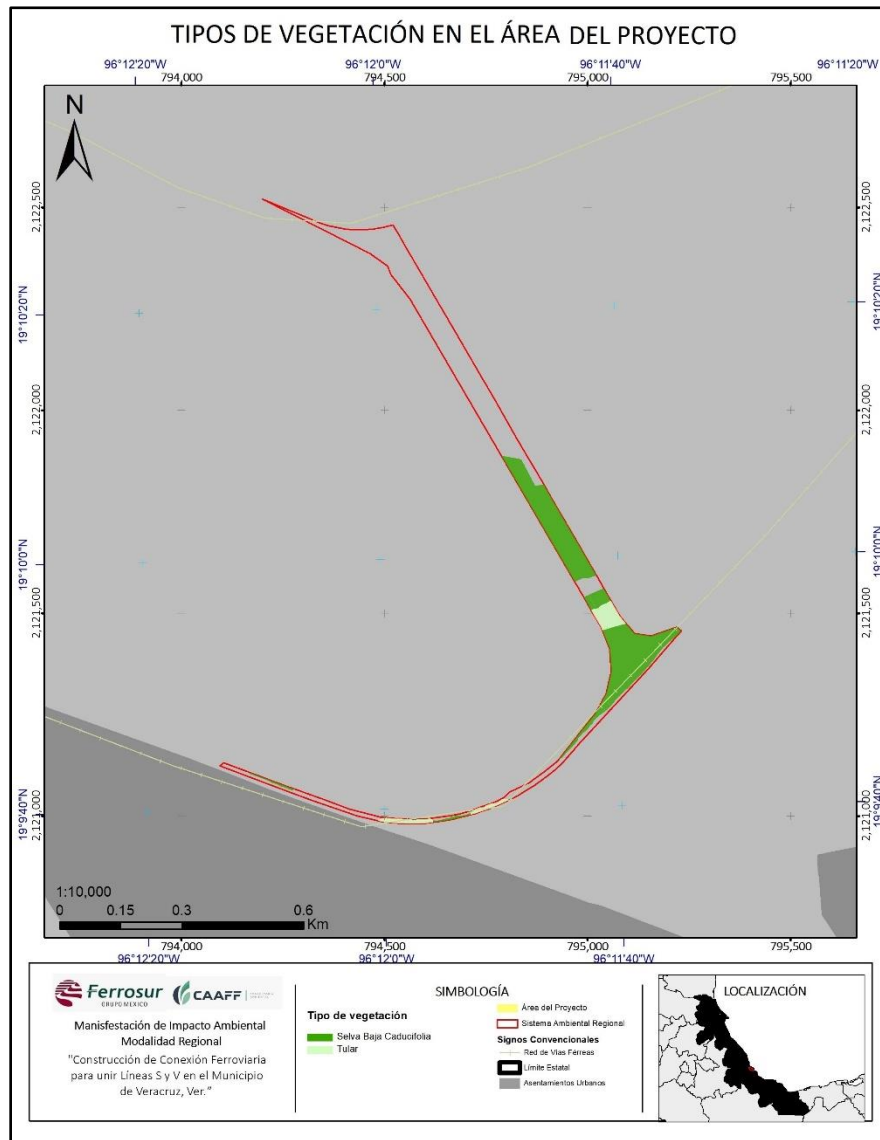 TIPOS DE VEGETACIÓN EN EL ÁREA DEL PROYECTO
96°12'20"W 96°12'0"W 96°11'40"W 96°11'20"W
794,000 794,500 795,000 795,500
N
2,122,500 2,122,500
19°10'20"N 19°10'20"N
2,122,000 2,122,000
19°10'0"N 19°10'0"N
2,121,500 2,121,500
19°9'40"N 19°9'40"N
2,121,000 2,121,000
1:10,000
0 0.15 0.3 0.6
Km
794,000 794,500 795,000 795,500
96°12'20"W 96°12'0"W 96°11'40"W
Ferrosur
GRUPO MEXICO
CAAFF
Manisfestación de Impacto Ambiental
Modalidad Regional
"Construcción de Conexión Ferroviaria
para unir Líneas S y V en el Municipio
de Veracruz, Ver."
SIMBOLOGÍA
Tipo de vegetación
Selva Baja Caducifolia
Tular
Área del Proyecto
Sistema Ambiental Regional
Signos Convencionales
Red de Vías Férreas
Límite Estatal
Asentamientos Urbanos
LOCALIZACIÓN